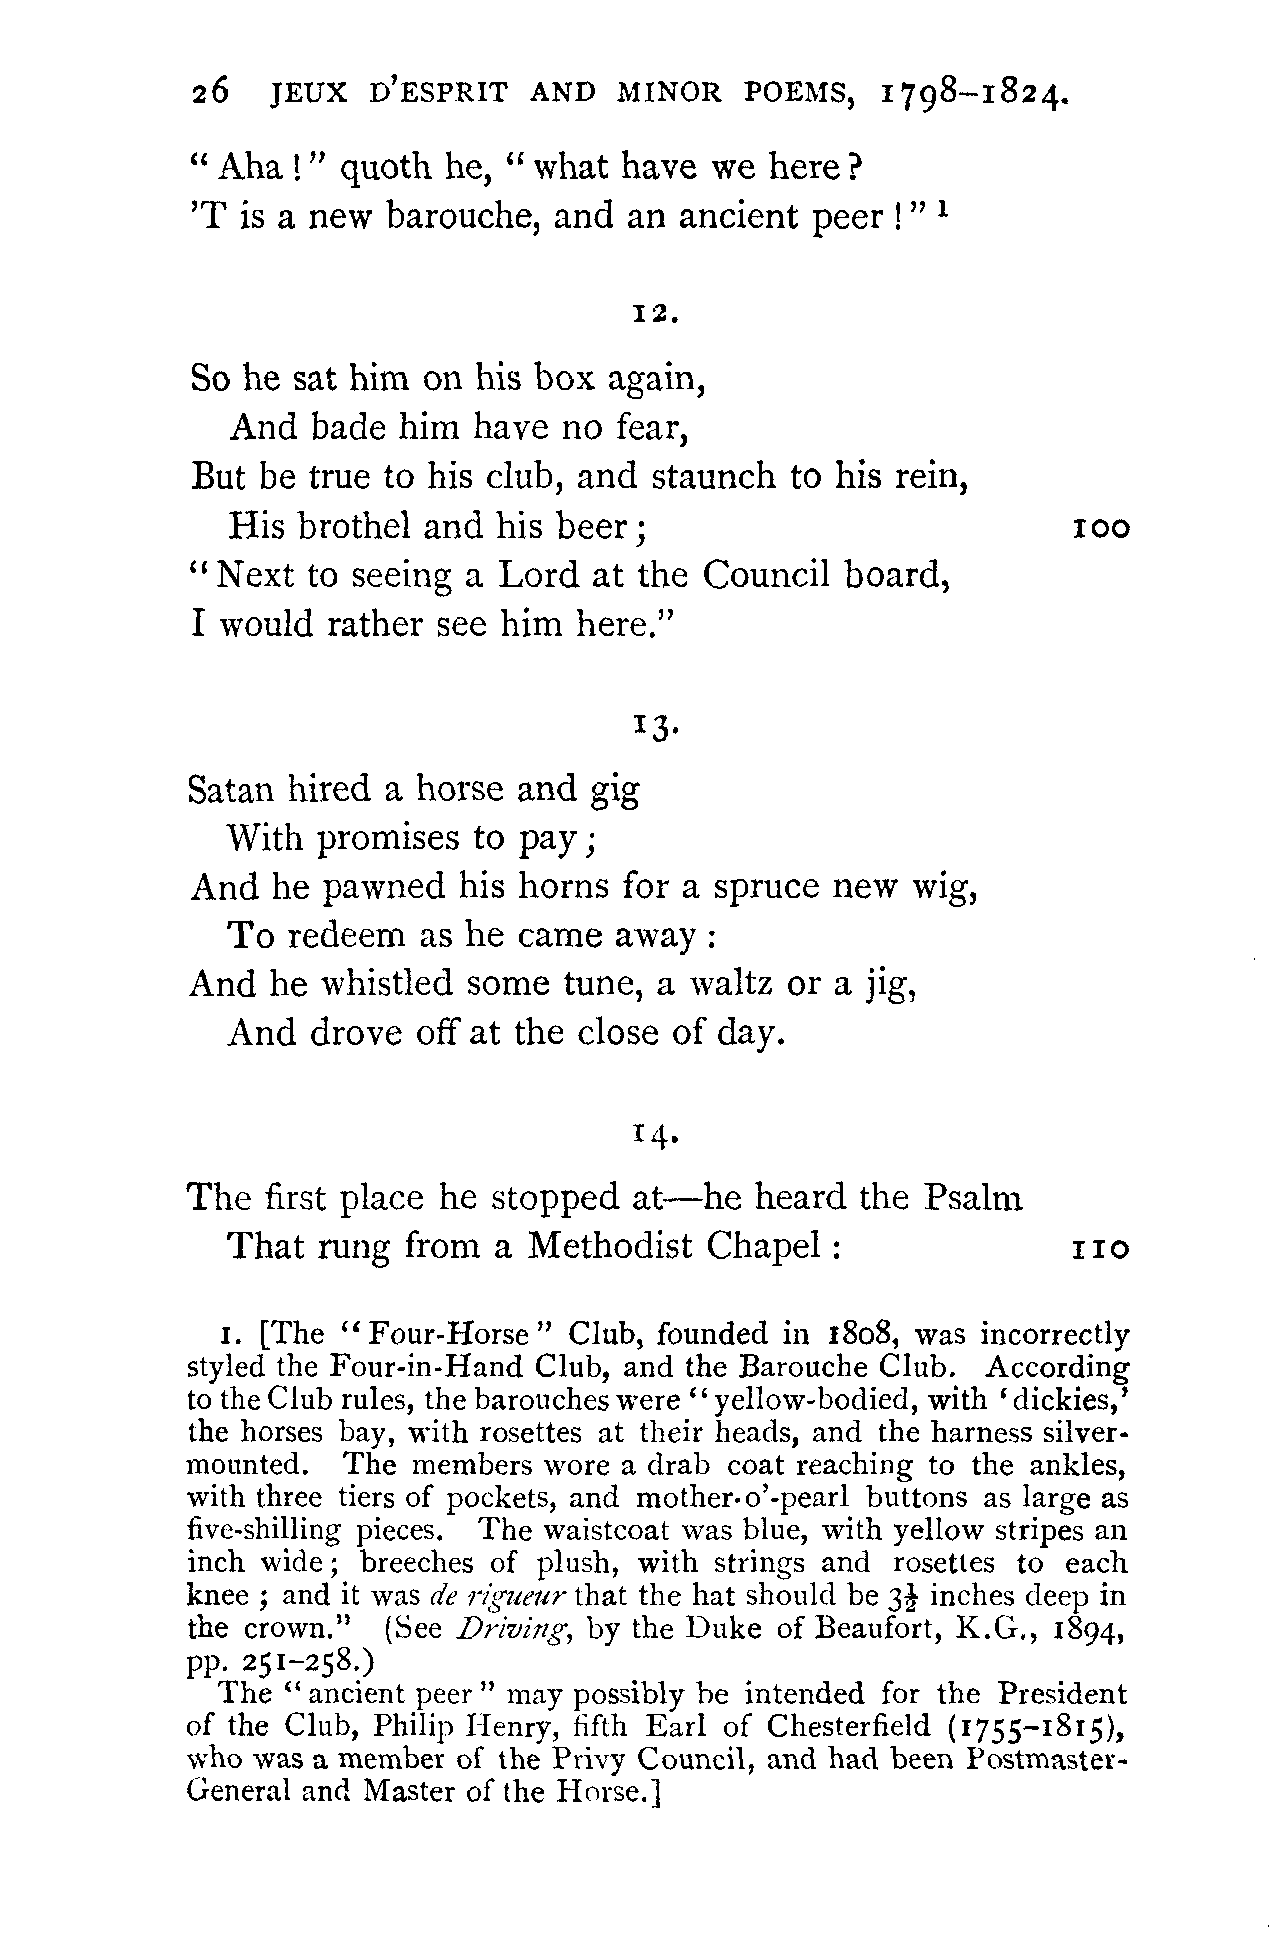 26 JEUX D'ESPRIT AND MINOR POEMS, 1798–1824.
“Aha!” quoth he, “what have we here?
'T is a new barouche, and an ancient peer!” 1
12.
So he sat him on his box again,
And bade him have no fear,
But be true to his club, and staunch to his rein,
His brothel and his beer; 100
“Next to seeing a Lord at the Council board,
I would rather see him here.”
13.
Satan hired a horse and gig
With promises to pay;
And he pawned his horns for a spruce new wig,
To redeem as he came away:
And he whistled some tune, a waltz or a jig,
And drove off at the close of day.
14.
The first place he stopped at—he heard the Psalm
That rung from a Methodist Chapel: 110
1. [The “Four-Horse” Club, founded in 1808, was incorrectly
styled the Four-in-Hand Club, and the Barouche Club. According
to the Club rules, the barouches were “yellow-bodied, with ‘dickies,’
the horses bay, with rosettes at their heads, and the harness silver-
mounted. The members wore a drab coat reaching to the ankles,
with three tiers of pockets, and mother-o'-pearl buttons as large as
five-shilling pieces. The waistcoat was blue, with yellow stripes an
inch wide; breeches of plush, with strings and rosettes to each
knee; and it was de rigueur that the hat should be 3½ inches deep in
the crown.” (See Driving, by the Duke of Beaufort, K.G., 1894,
pp. 251–258.)
The “ancient peer” may possibly be intended for the President
of the Club, Philip Henry, fifth Earl of Chesterfield (1755–1815),
who was a member of the Privy Council, and had been Postmaster-
General and Master of the Horse.]